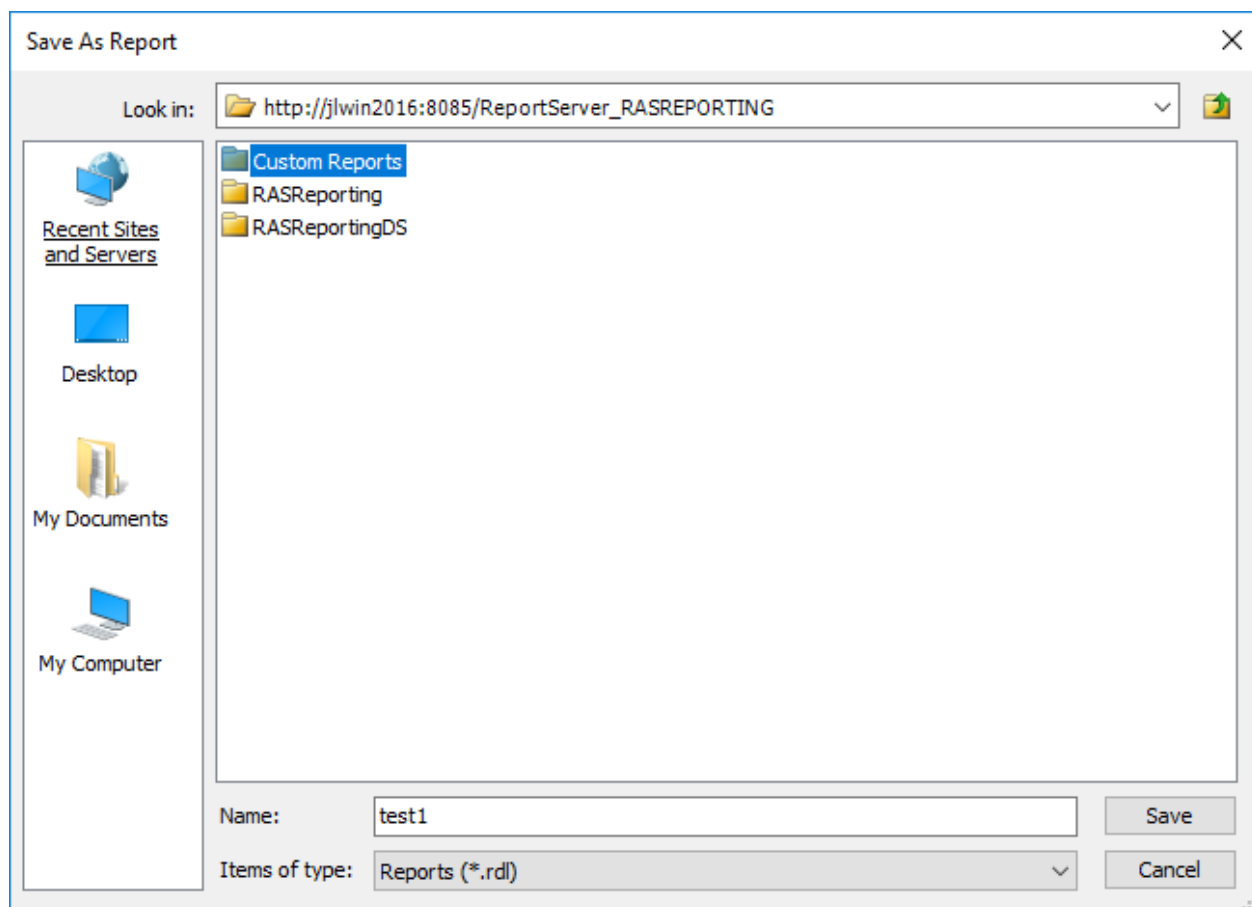 Save As Report
Look in:
http://jlwin2016:8085/ReportServer_RASREPORTING
Recent Sites
and Servers
Desktop
My Documents
My Computer
Custom Reports
RASReporting
RASReportingDS
Name:
test1
Save
Items of type:
Reports (*.rdl)
Cancel